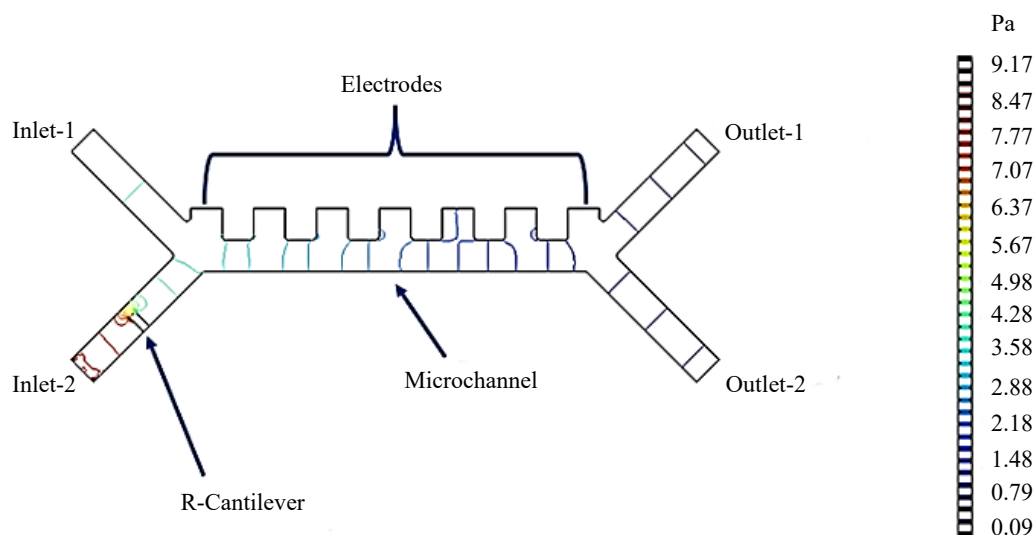 Pa
9.17
Electrodes
8.47
Inlet-1
Outlet-1
7.77
7.07
6.37
5.67
4.98
4.28
3.58
Inlet-2
Microchannel
Outlet-2
2.88
2.18
1.48
R-Cantilever
0.79
0.09